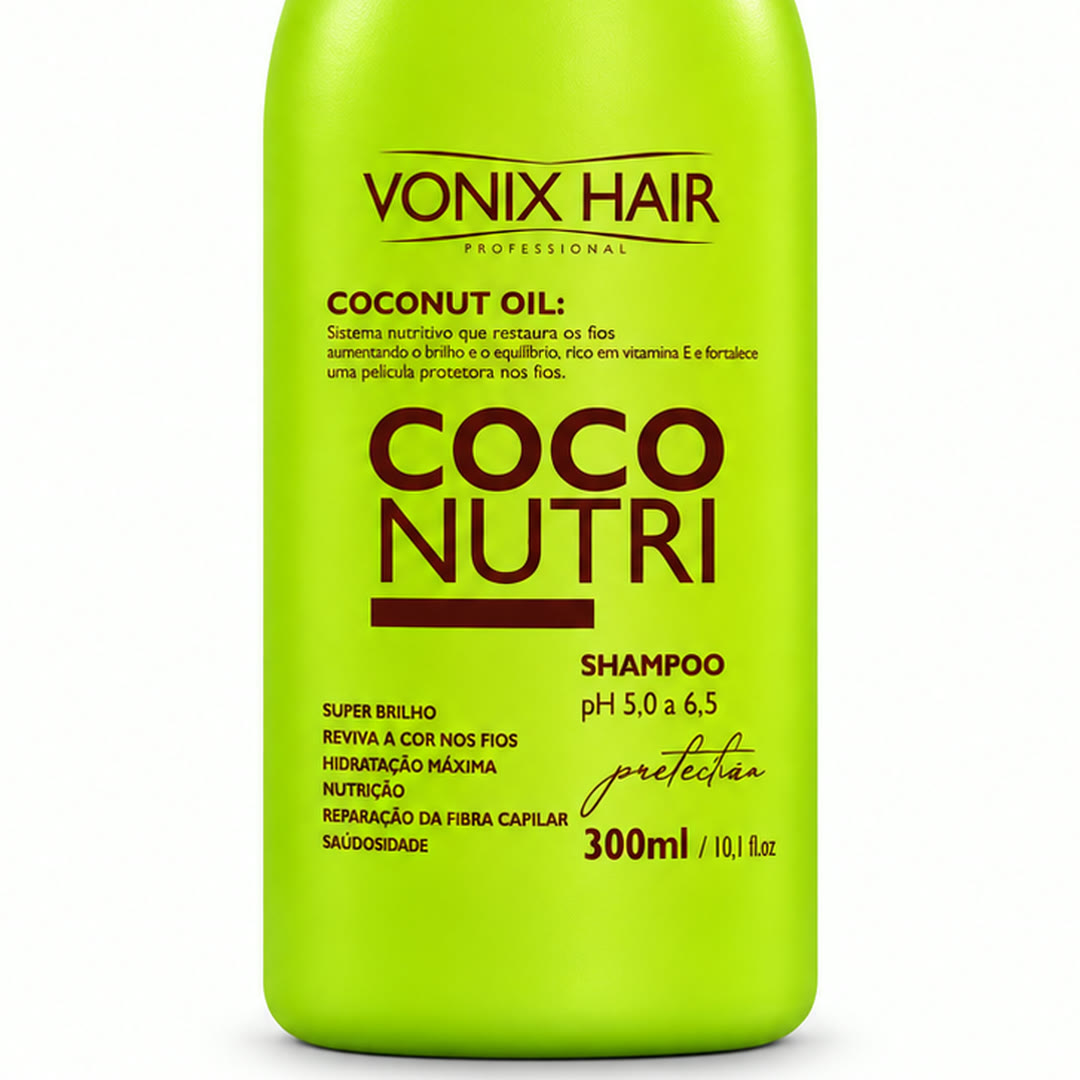 VONIX HAIR
PROFESSIONAL
COCONUT OIL:
Sistema nutritivo que restaura os fios
aumentando o brilho e o equilíbrio, rico em vitamina E e fortalece
uma película protetora nos fios.
COCO
NUTRI
SHAMPOO
pH 5,0 a 6,5
SUPER BRILHO
REVIVA A COR NOS FIOS
HIDRATAÇÃO MÁXIMA
NUTRIÇÃO
REPARAÇÃO DA FIBRA CAPILAR
SAÚDOSIDADE
300ml / 10,1 fl.oz